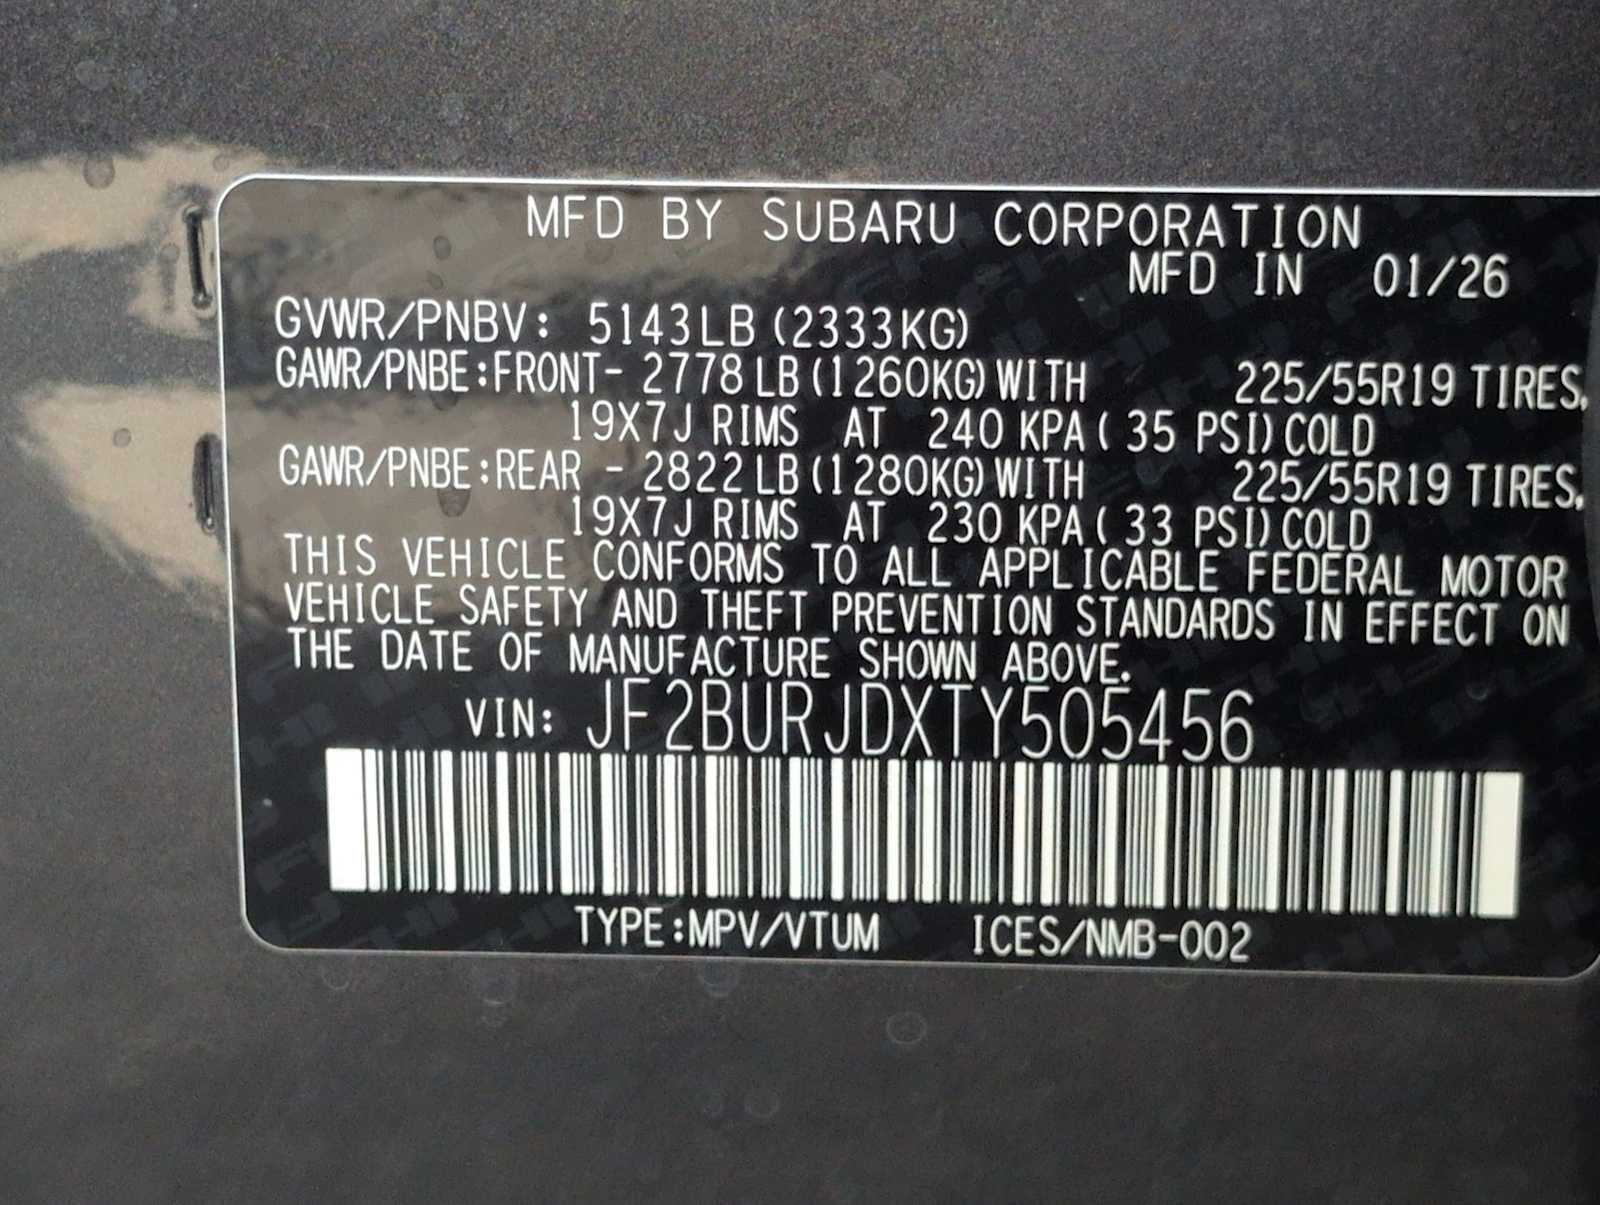 MFD BY SUBARU CORPORATION
MFD IN 01/26
GVWR/PNBV: 5143LB (2333KG)
GAWR/PNBE:FRONT- 2778 LB (1260KG) WITH 225/55R19 TIRES,
19X7J RIMS AT 240 KPA ( 35 PSI) COLD
GAWR/PNBE:REAR - 2822 LB (1280KG) WITH 225/55R19 TIRES,
19X7J RIMS AT 230 KPA ( 33 PSI) COLD
THIS VEHICLE CONFORMS TO ALL APPLICABLE FEDERAL MOTOR
VEHICLE SAFETY AND THEFT PREVENTION STANDARDS IN EFFECT ON
THE DATE OF MANUFACTURE SHOWN ABOVE.
VIN: JF2BURJDXTY505456
TYPE:MPV/VTUM ICES/NMB-002